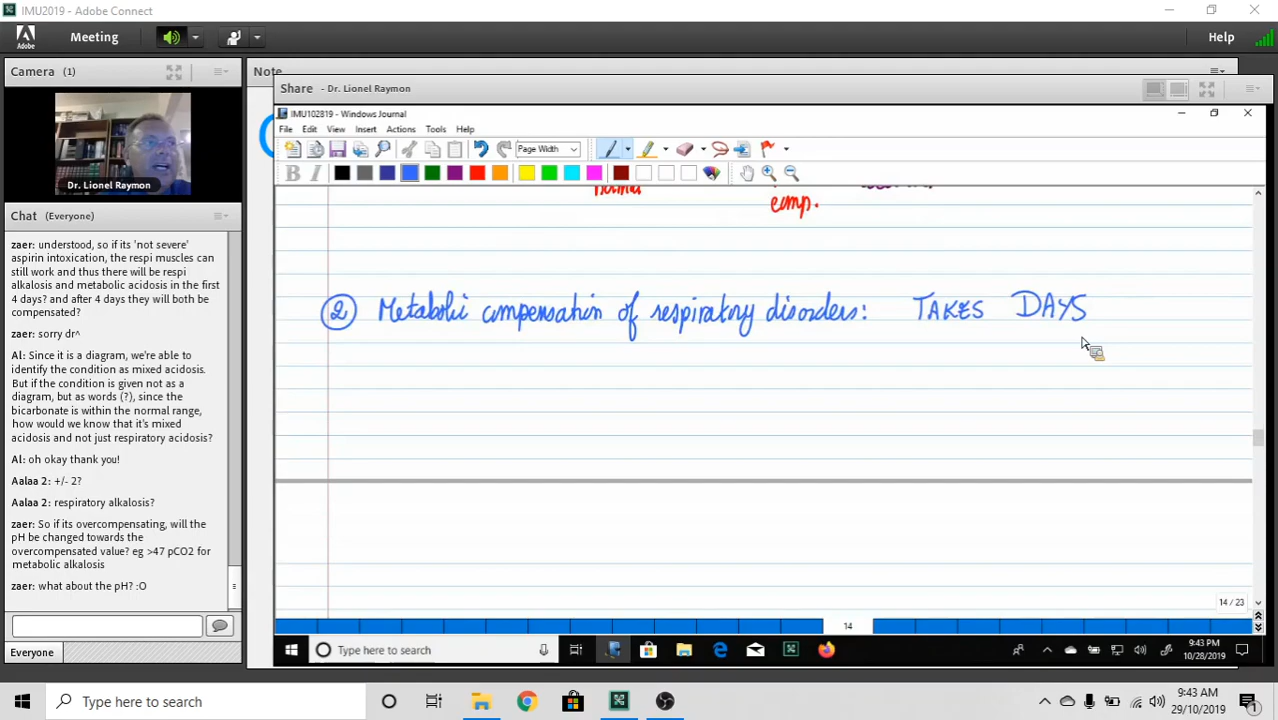 IMU2019 - Adobe Connect
Adobe
Meeting
Help
Camera (1)
Dr. Lionel Raymon
Chat (Everyone)
zaer: understood, so if its 'not severe'
aspirin intoxication, the respi muscles can
still work and thus there will be respi
alkalosis and metabolic acidosis in the first
4 days? and after 4 days they will both be
compensated?
zaer: sorry dr^
Al: Since it is a diagram, we're able to
identify the condition as mixed acidosis.
But if the condition is given not as a
diagram, but as words (?), since the
bicarbonate is within the normal range,
how would we know that it's mixed
acidosis and not just respiratory acidosis?
Al: oh okay thank you!
Aalaa 2: +/- 2?
Aalaa 2: respiratory alkalosis?
zaer: So if its overcompensating, will the
pH be changed towards the
overcompensated value? eg >47 pCO2 for
metabolic alkalosis
zaer: what about the pH? :O
Everyone
Note
Share - Dr. Lionel Raymon
IMU102819 - Windows Journal
File Edit View Insert Actions Tools Help
Page Width
B I
normal
comp.
② Metabolic compensation of respiratory disorders: TAKES DAYS
14 / 23
14
Type here to search
9:43 PM
10/28/2019
Type here to search
9:43 AM
29/10/2019
1